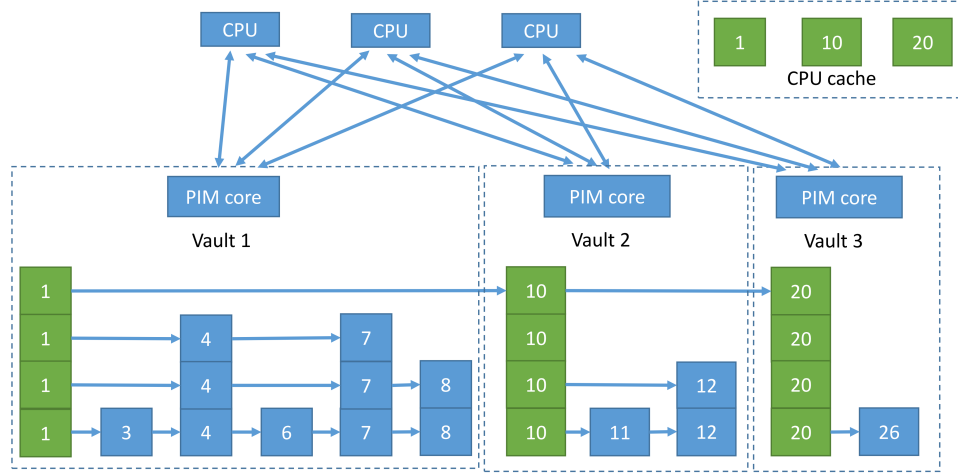 CPU CPU CPU
1 10 20
CPU cache
PIM core PIM core PIM core
Vault 1 Vault 2 Vault 3
1 10 20
1 4 7 10 20
1 4 7 8 10 12 20
1 3 4 6 7 8 10 11 12 20 26